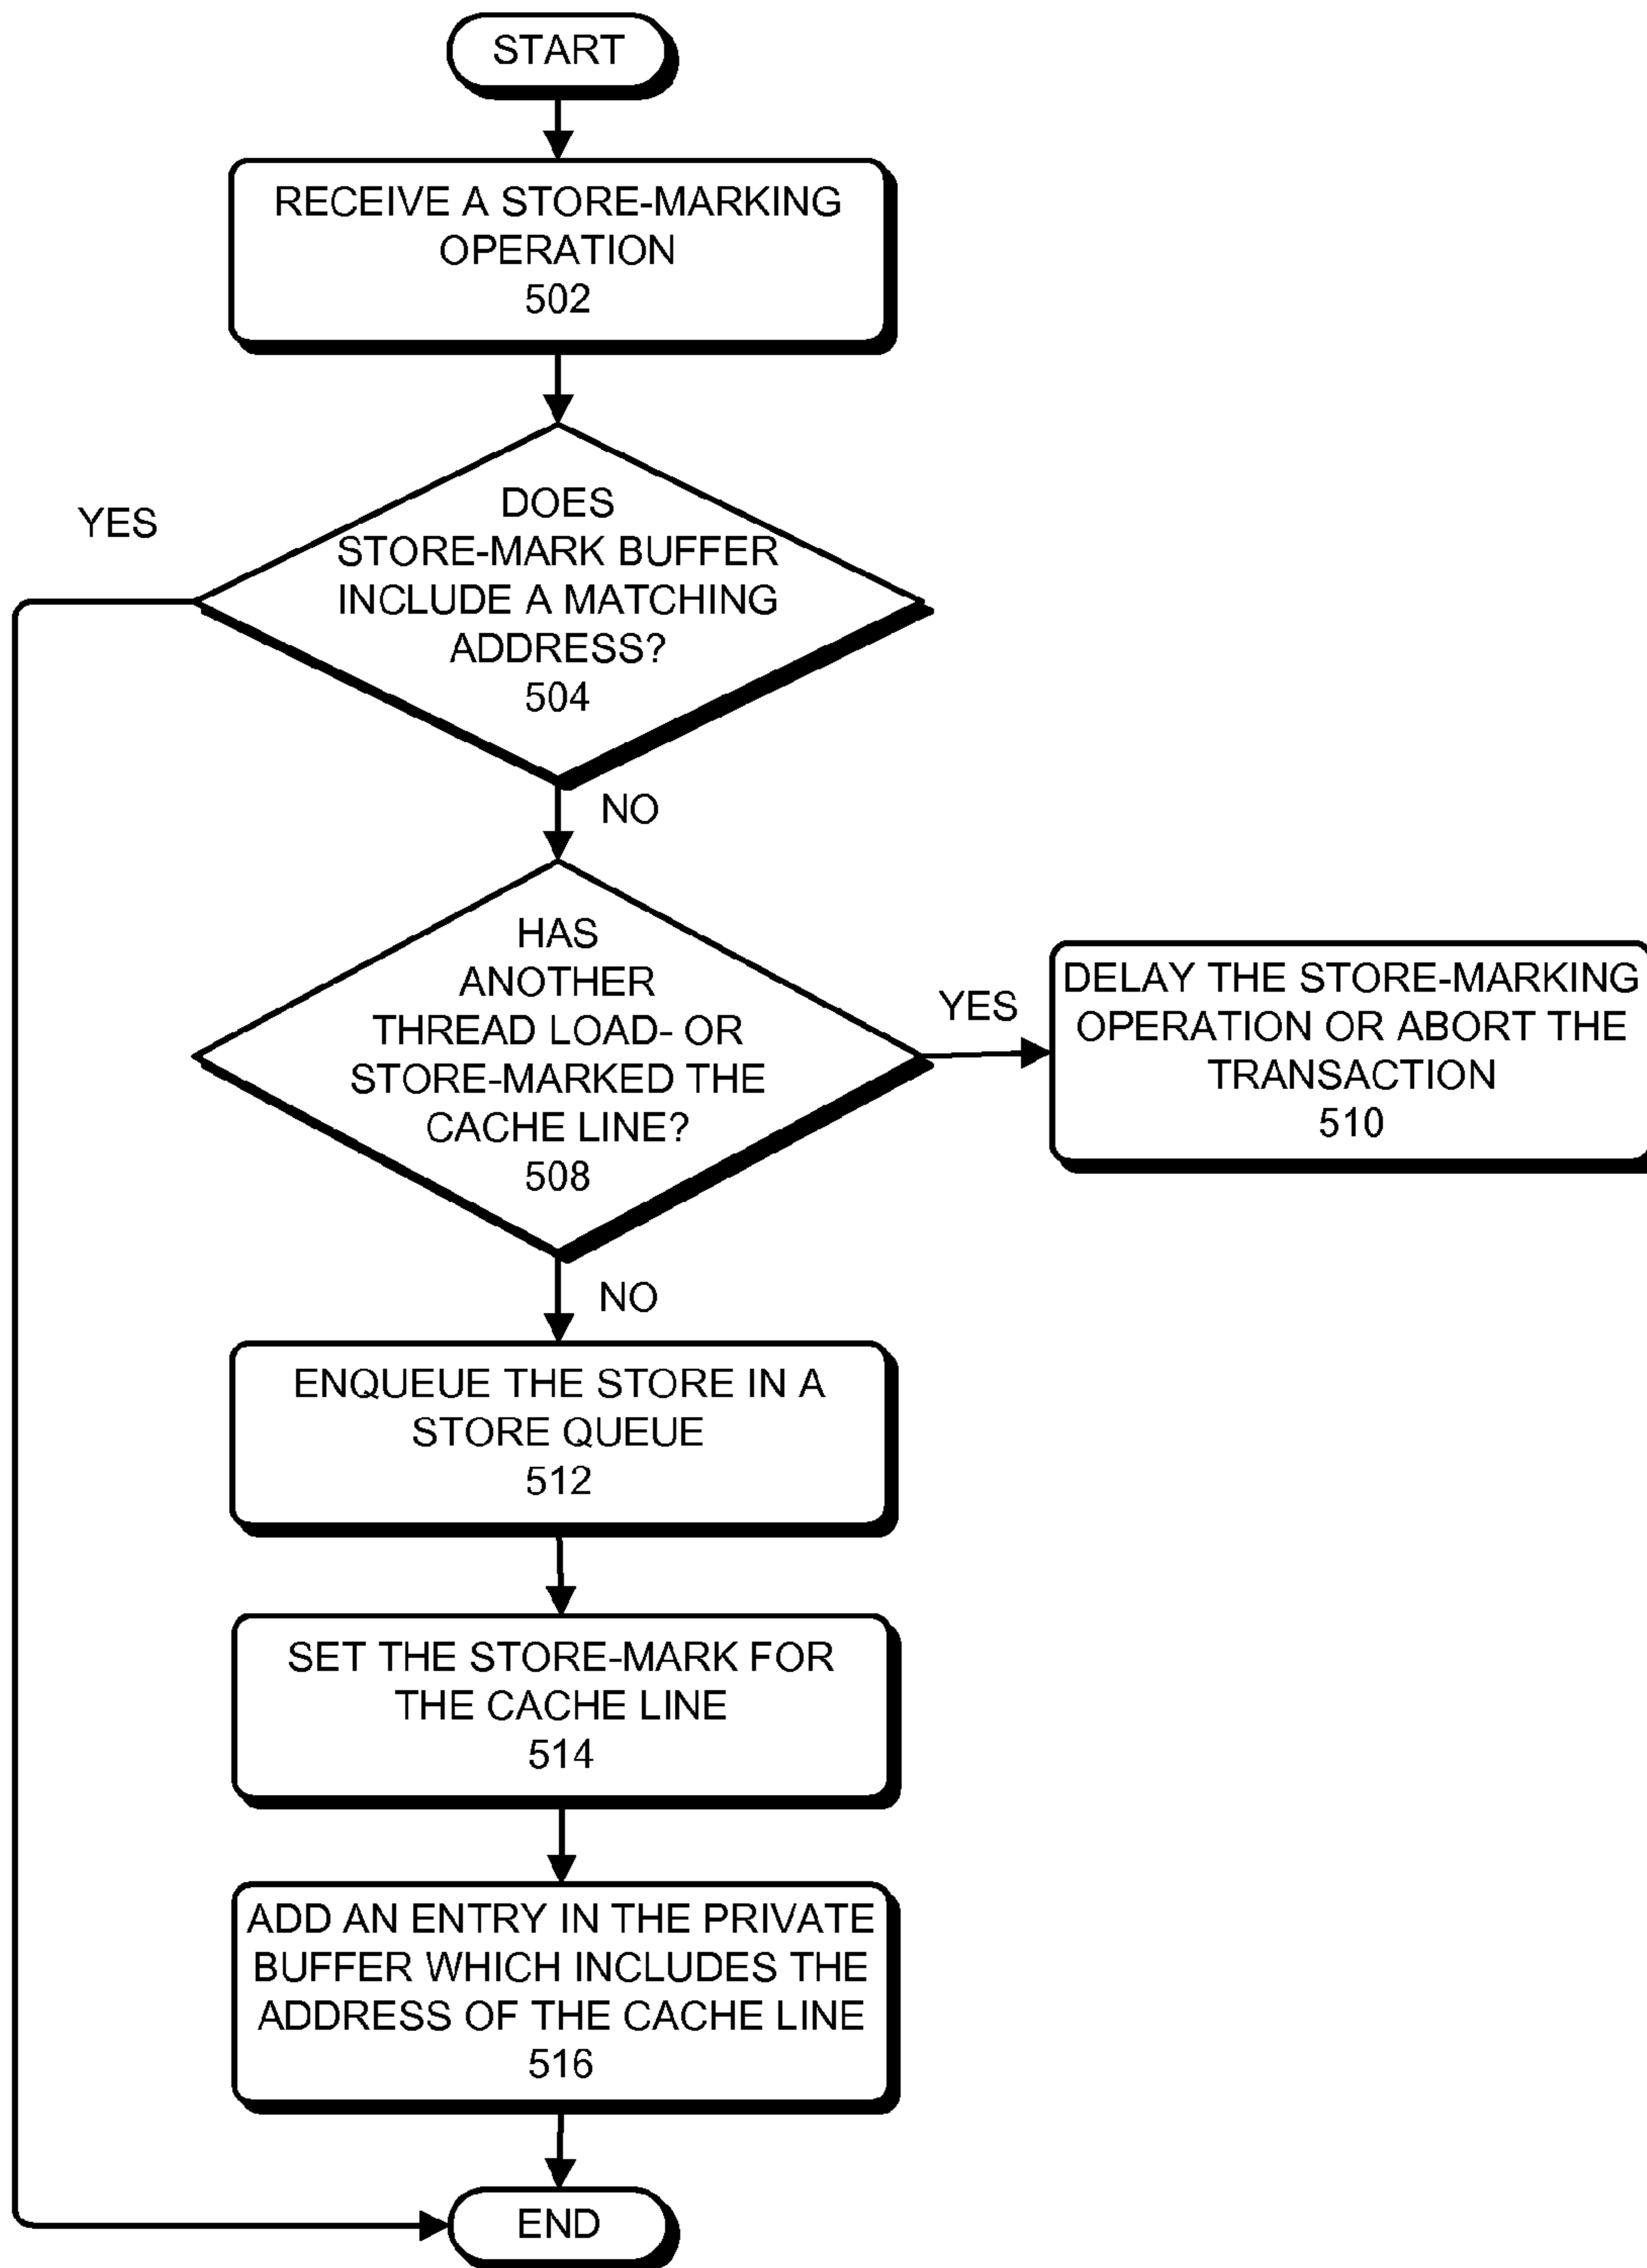 START
RECEIVE A STORE-MARKING
OPERATION
502
DOES
STORE-MARK BUFFER
INCLUDE A MATCHING
ADDRESS?
504
YES
NO
HAS
ANOTHER
THREAD LOAD- OR
STORE-MARKED THE
CACHE LINE?
508
YES
DELAY THE STORE-MARKING
OPERATION OR ABORT THE
TRANSACTION
510
NO
ENQUEUE THE STORE IN A
STORE QUEUE
512
SET THE STORE-MARK FOR
THE CACHE LINE
514
ADD AN ENTRY IN THE PRIVATE
BUFFER WHICH INCLUDES THE
ADDRESS OF THE CACHE LINE
516
END